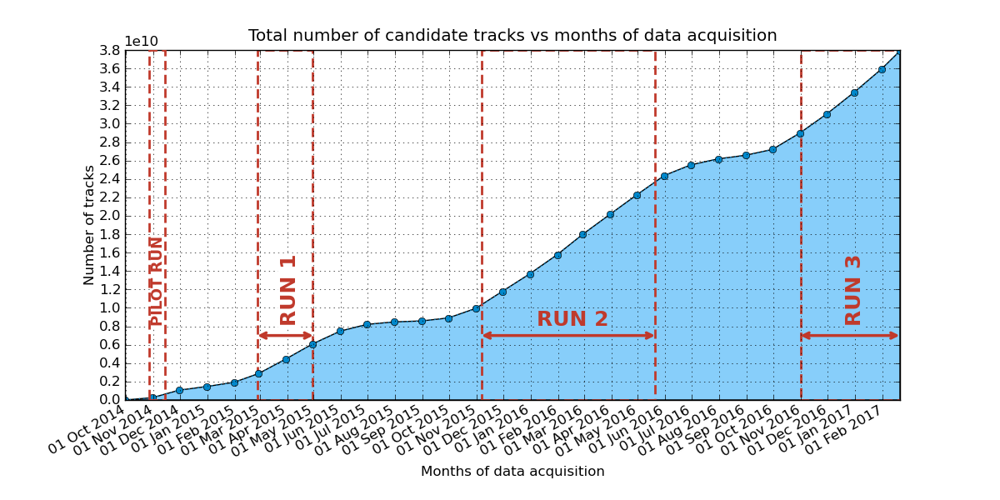 Total number of candidate tracks vs months of data acquisition
1e10
3.8
3.6
3.4
3.2
3.0
2.8
2.6
2.4
2.2
2.0
1.8
1.6
1.4
1.2
1.0
0.8
0.6
0.4
0.2
0.0
Number of tracks
PILOT RUN
RUN 1
RUN 2
RUN 3
01 Oct 2014
01 Nov 2014
01 Dec 2014
01 Jan 2015
01 Feb 2015
01 Mar 2015
01 Apr 2015
01 May 2015
01 Jun 2015
01 Jul 2015
01 Aug 2015
01 Sep 2015
01 Oct 2015
01 Nov 2015
01 Dec 2015
01 Jan 2016
01 Feb 2016
01 Mar 2016
01 Apr 2016
01 May 2016
01 Jun 2016
01 Jul 2016
01 Aug 2016
01 Sep 2016
01 Oct 2016
01 Nov 2016
01 Dec 2016
01 Jan 2017
01 Feb 2017
Months of data acquisition